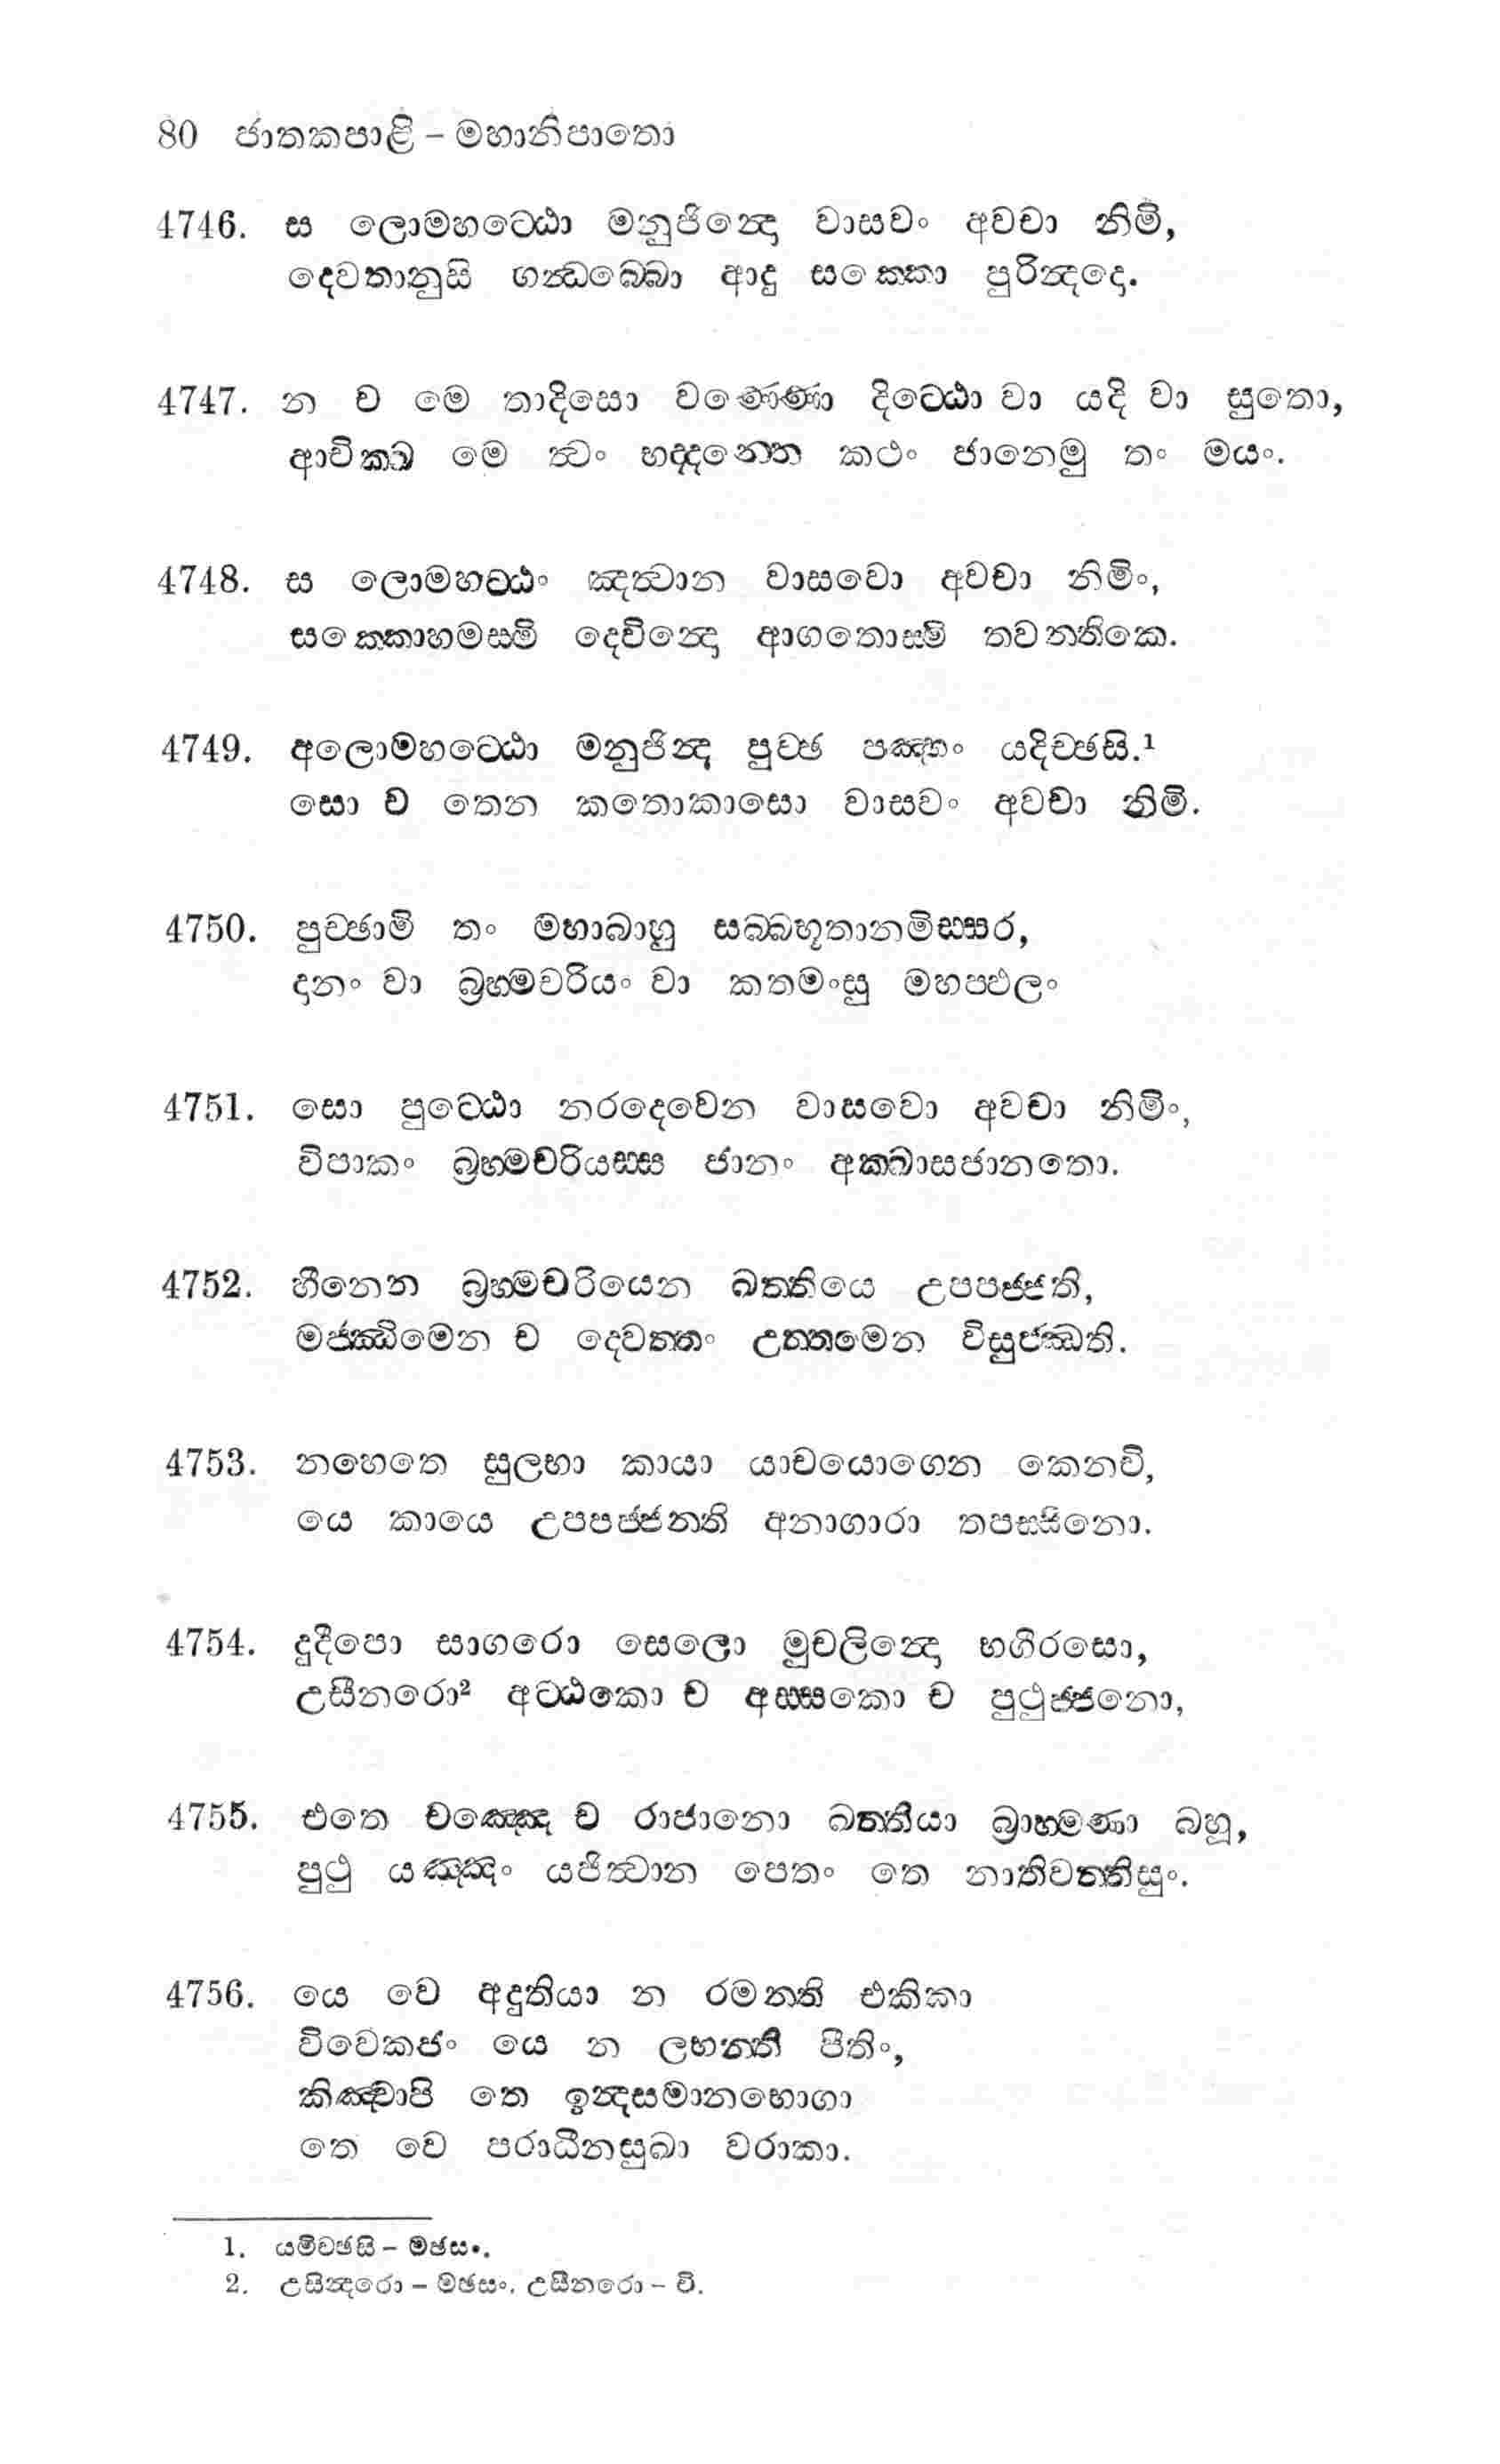 80 ජාතකපාළි – මහානිපාතො
4746. ස ලොමහට්ඨො මනුජින්‍දො වාසවං අවචා නිමි,
දෙවතානුසි ගන්‍ධබ්බො ආදු සක්කො පුරින්‍දදො.
4747. න ච මෙ තාදිසො වණ්ණො දිට්ඨො වා යදි වා සුතො,
ආචික්ඛ මෙ ත්‍වං භද්දන්තෙ කථං ජානෙමු තං මයං.
4748. ස ලොමහට්ඨං ඤත්‍වාන වාසවො අවචා නිමිං,
සක්කොහමස්මි දෙවින්‍දො ආගතොස්මි තවන්තිකෙ.
4749. අලොමහට්ඨො මනුජින්‍ද පුච්ඡ පඤ්හං යදිච්ඡසි.¹
සො ච තෙන කතොකාසො වාසවං අවචා නිමි.
4750. පුච්ඡාමි තං මහාබාහු සබ්බභූතානමිස්සර,
දානං වා බ්‍රහ්මචරියං වා කතමංසු මහප්ඵලං
4751. සො පුට්ඨො නරදෙවෙන වාසවො අවචා නිමිං,
විපාකං බ්‍රහ්මචරියස්ස ජානං අක්ඛාසජානතො.
4752. හීනෙන බ්‍රහ්මචරියෙන ඛත්තියෙ උපපජ්ජති,
මජ්ඣිමෙන ච දෙවත්තං උත්තමෙන විසුජ්ඣති.
4753. නහෙතෙ සුලභා කායා යාචයොගෙන කෙනචි,
යෙ කායෙ උපපජ්ජන්ති අනාගාරා තපස්සිනො.
4754. දුදීපො සාගරො සෙලො මුචලින්‍දො භගීරසො,
උසීනරො² අට්ඨකො ච අස්සකො ච පුථුජ්ජනො,
4755. එතෙ චඤ්ඤෙ ච රාජානො ඛත්තියා බ්‍රාහ්මණා බහූ,
පුථු යඤ්ඤං යජිත්‍වාන පෙතං තෙ නාතිවත්තිසුං.
4756. යෙ වෙ අදුතියා න රමන්ති එකිකා
විවෙකජං යෙ න ලභන්ති පීතිං,
කිඤ්චාපි තෙ ඉන්‍දසමානභොගා
තෙ වෙ පරාධීනසුඛා වරාකා.
1. යමිච්ඡසි – මඡසං.
2. උසින්‍දරො – මඡසං. උසීනරො – වි.